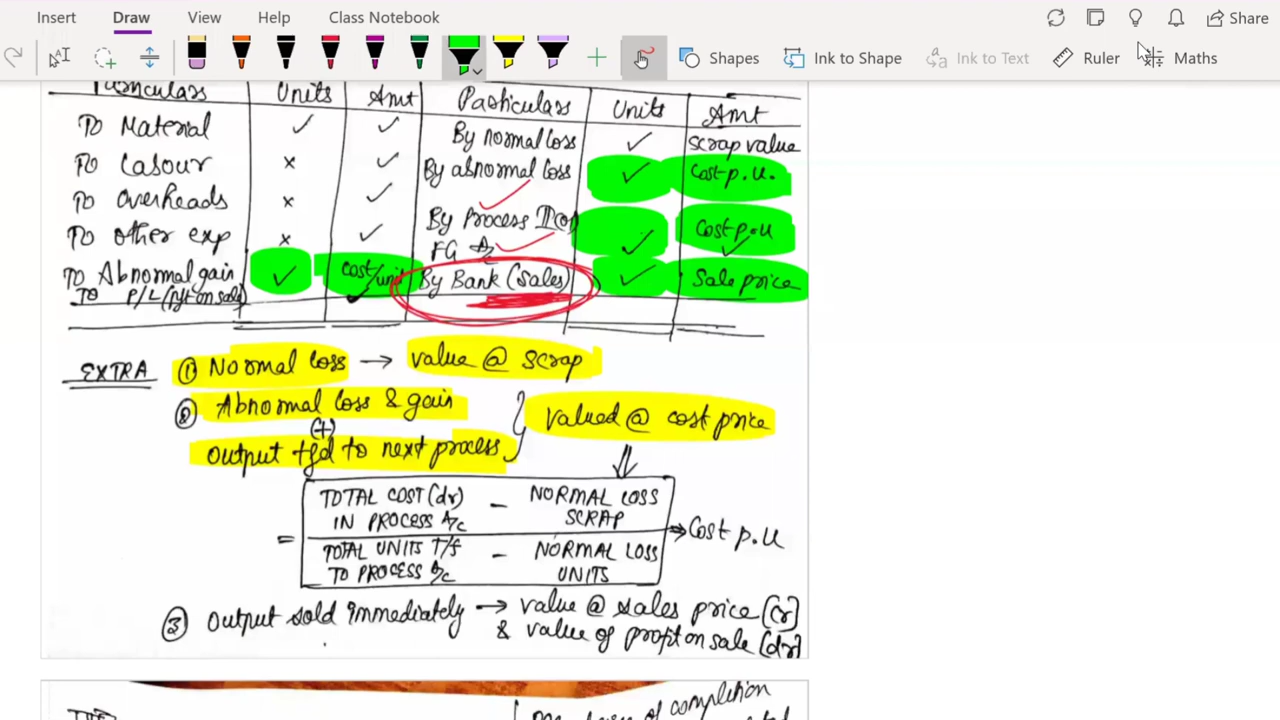 Insert Draw View Help Class Notebook Share
Shapes Ink to Shape Ink to Text Ruler Maths
Particulars Units Amt Particulars Units Amt
To Material ✓ ✓ By normal loss ✓ scrap value
To Labour × ✓ By abnormal loss ✓ Cost p.u.
To Overheads × ✓ By Process II (or) ✓ Cost p.u
To other exp × ✓ FG A/c
To Abnormal gain ✓ cost/unit By Bank (sales) ✓ Sale price
To P/L (pft on sale)
EXTRA ① Normal loss → value @ scrap
② Abnormal loss & gain
(+)
output tfd to next process } valued @ cost price
= TOTAL COST (dr) IN PROCESS A/C – NORMAL LOSS SCRAP
TOTAL UNITS T/f TO PROCESS A/c – NORMAL LOSS UNITS
→ Cost p.u
③ Output sold immediately → value @ sales price [cr]
& value of profit on sale [dr]
of completion